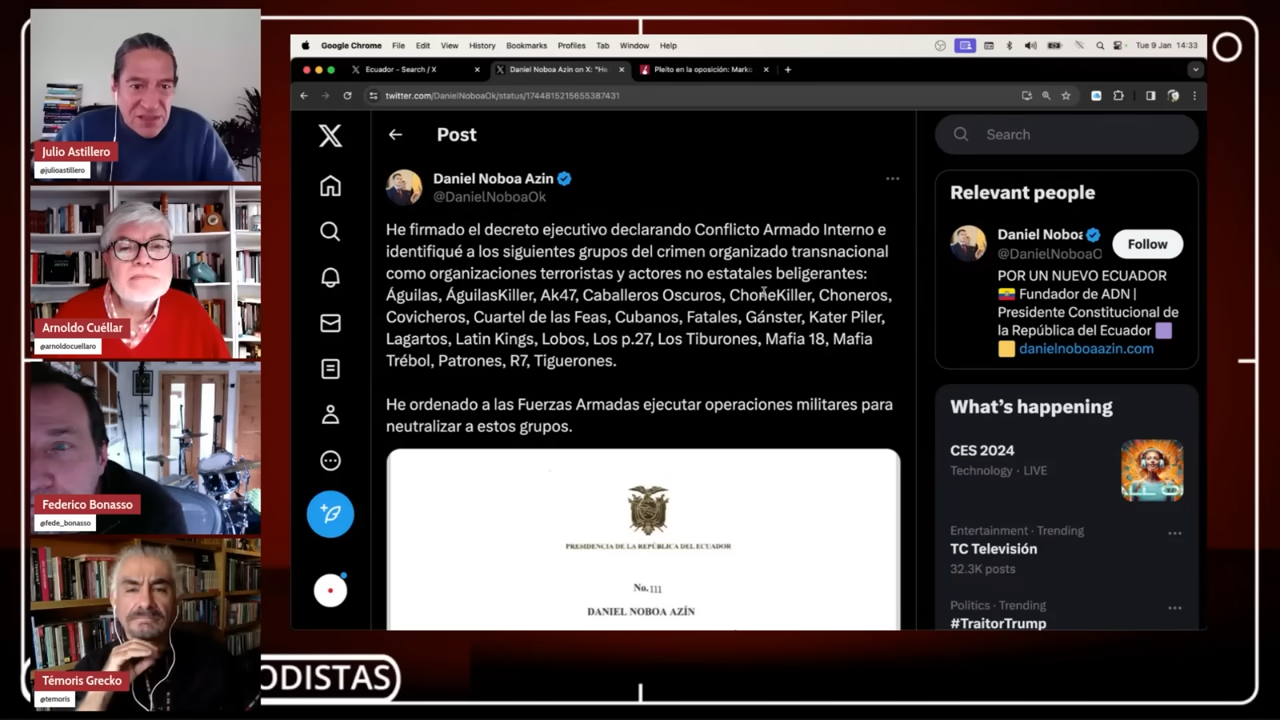 Julio Astillero
@julioastillero
Arnoldo Cuéllar
@arnoldocuellaro
Federico Bonasso
@fede_bonasso
Témoris Grecko
@temoris
ODISTAS
Google Chrome File Edit View History Bookmarks Profiles Tab Window Help
Tue 9 Jan 14:33
Ecuador - Search / X
Daniel Noboa Azin on X: "He
Pleito en la oposición: Marko
twitter.com/DanielNoboaOk/status/1744815215655387431
Post
Daniel Noboa Azin
@DanielNoboaOk
He firmado el decreto ejecutivo declarando Conflicto Armado Interno e
identifiqué a los siguientes grupos del crimen organizado transnacional
como organizaciones terroristas y actores no estatales beligerantes:
Águilas, ÁguilasKiller, Ak47, Caballeros Oscuros, ChoneKiller, Choneros,
Covicheros, Cuartel de las Feas, Cubanos, Fatales, Gánster, Kater Piler,
Lagartos, Latin Kings, Lobos, Los p.27, Los Tiburones, Mafia 18, Mafia
Trébol, Patrones, R7, Tiguerones.
He ordenado a las Fuerzas Armadas ejecutar operaciones militares para
neutralizar a estos grupos.
PRESIDENCIA DE LA REPÚBLICA DEL ECUADOR
No. 111
DANIEL NOBOA AZÍN
Search
Relevant people
Daniel Noboa
@DanielNoboaO
Follow
POR UN NUEVO ECUADOR
Fundador de ADN |
Presidente Constitucional de
la República del Ecuador
danielnoboaazin.com
What's happening
CES 2024
Technology · LIVE
Entertainment · Trending
TC Televisión
32.3K posts
Politics · Trending
#TraitorTrump